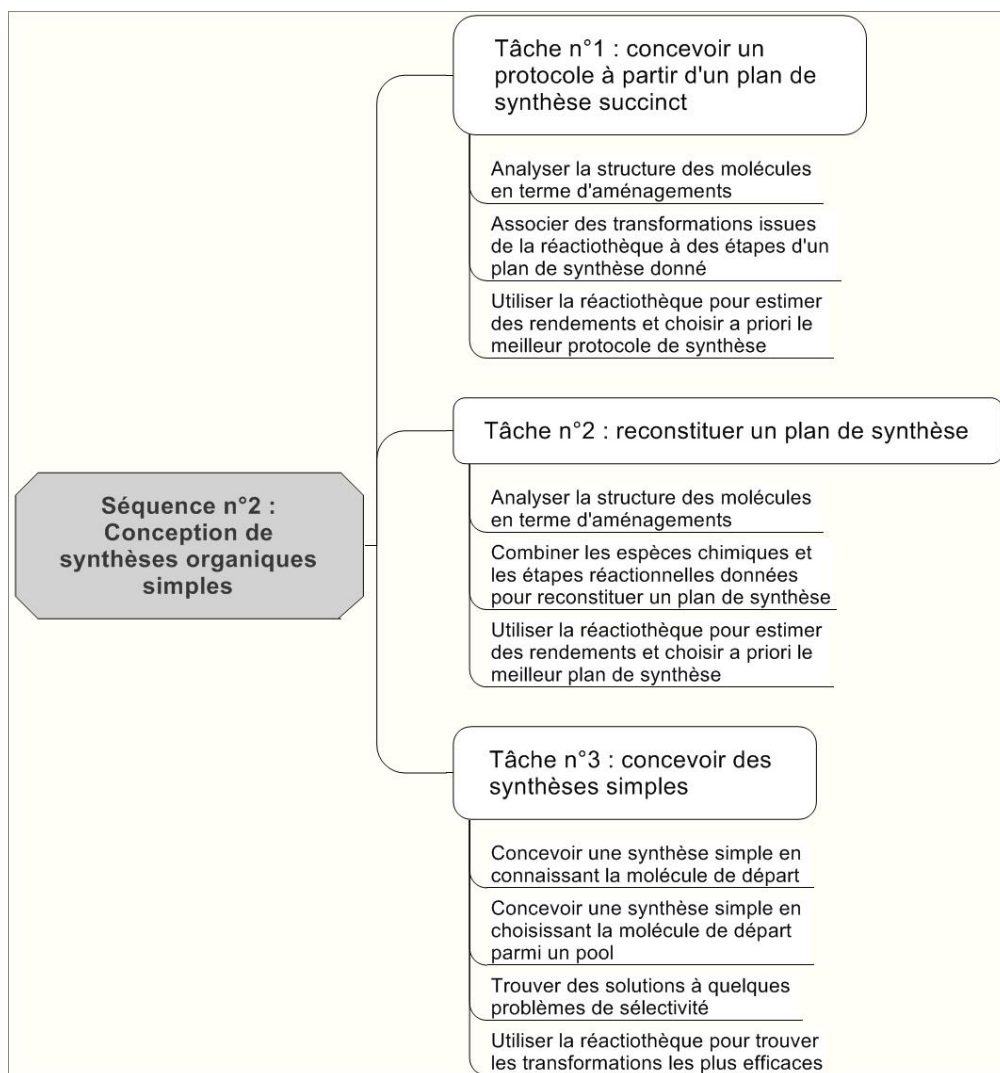 Tâche n°1 : concevoir un
protocole à partir d'un plan de
synthèse succinct
Analyser la structure des molécules
en terme d'aménagements
Associer des transformations issues
de la réactiothèque à des étapes d'un
plan de synthèse donné
Utiliser la réactiothèque pour estimer
des rendements et choisir a priori le
meilleur protocole de synthèse
Séquence n°2 :
Conception de
synthèses organiques
simples
Tâche n°2 : reconstituer un plan de synthèse
Analyser la structure des molécules
en terme d'aménagements
Combiner les espèces chimiques et
les étapes réactionnelles données
pour reconstituer un plan de synthèse
Utiliser la réactiothèque pour estimer
des rendements et choisir a priori le
meilleur plan de synthèse
Tâche n°3 : concevoir des
synthèses simples
Concevoir une synthèse simple en
connaissant la molécule de départ
Concevoir une synthèse simple en
choisissant la molécule de départ
parmi un pool
Trouver des solutions à quelques
problèmes de sélectivité
Utiliser la réactiothèque pour trouver
les transformations les plus efficaces